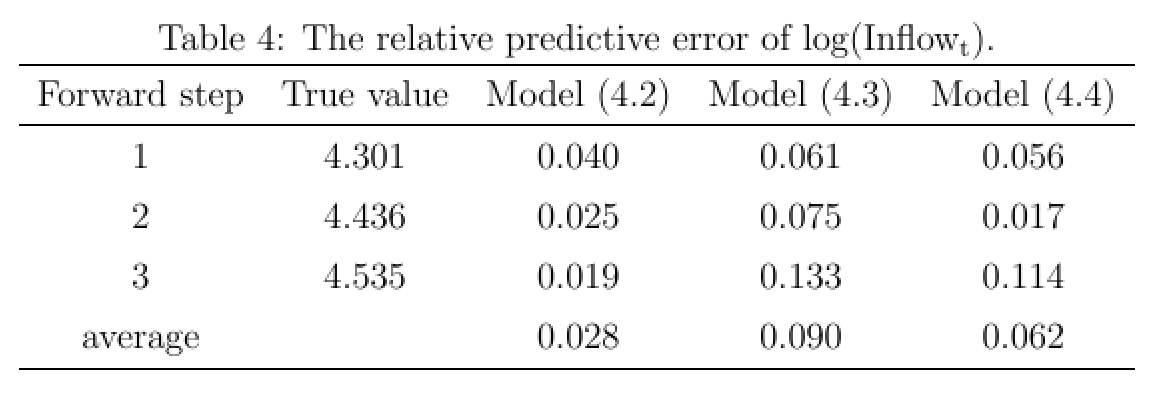 Table 4: The relative predictive error of log(Inflowₜ).
Forward step True value Model (4.2) Model (4.3) Model (4.4)
1 4.301 0.040 0.061 0.056
2 4.436 0.025 0.075 0.017
3 4.535 0.019 0.133 0.114
average 0.028 0.090 0.062